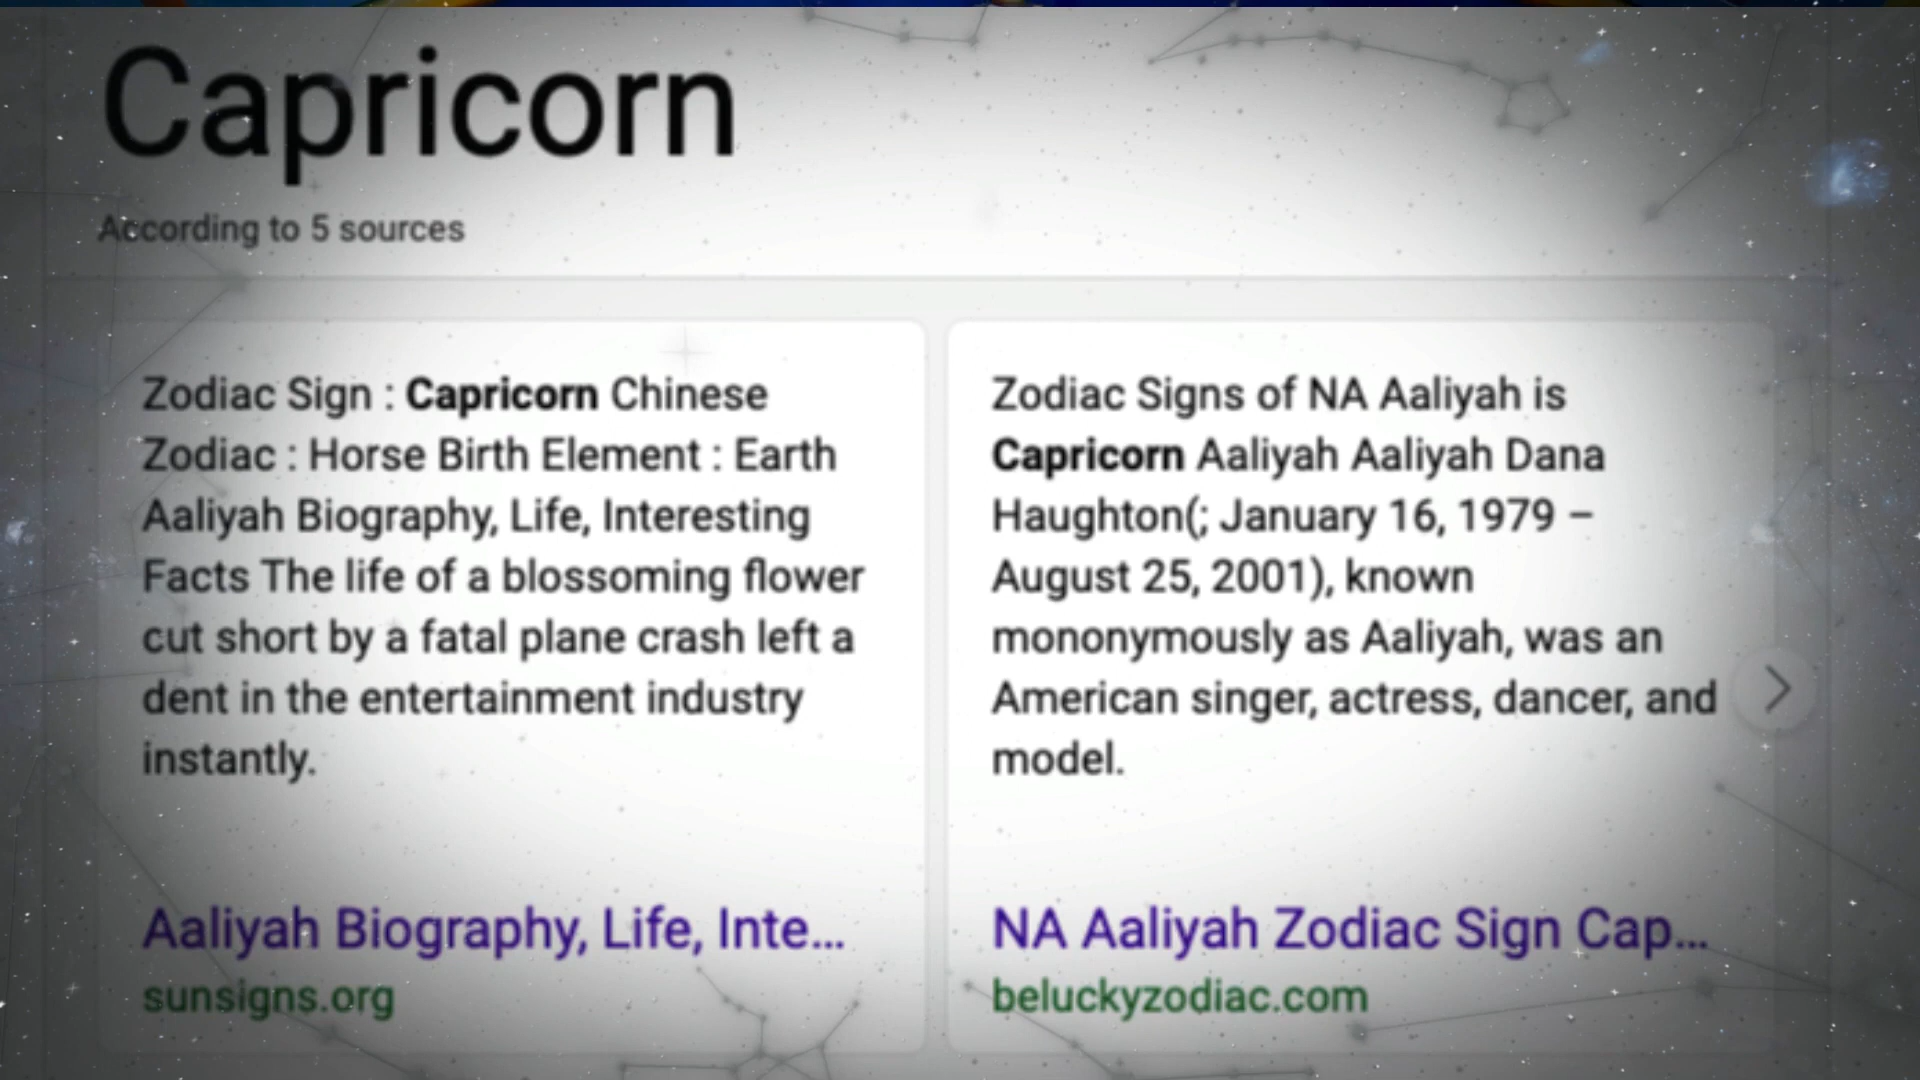 Capricorn
According to 5 sources
Zodiac Sign : Capricorn Chinese
Zodiac : Horse Birth Element : Earth
Aaliyah Biography, Life, Interesting
Facts The life of a blossoming flower
cut short by a fatal plane crash left a
dent in the entertainment industry
instantly.
Aaliyah Biography, Life, Inte...
sunsigns.org
Zodiac Signs of NA Aaliyah is
Capricorn Aaliyah Aaliyah Dana
Haughton(; January 16, 1979 –
August 25, 2001), known
mononymously as Aaliyah, was an
American singer, actress, dancer, and
model.
NA Aaliyah Zodiac Sign Cap...
beluckyzodiac.com